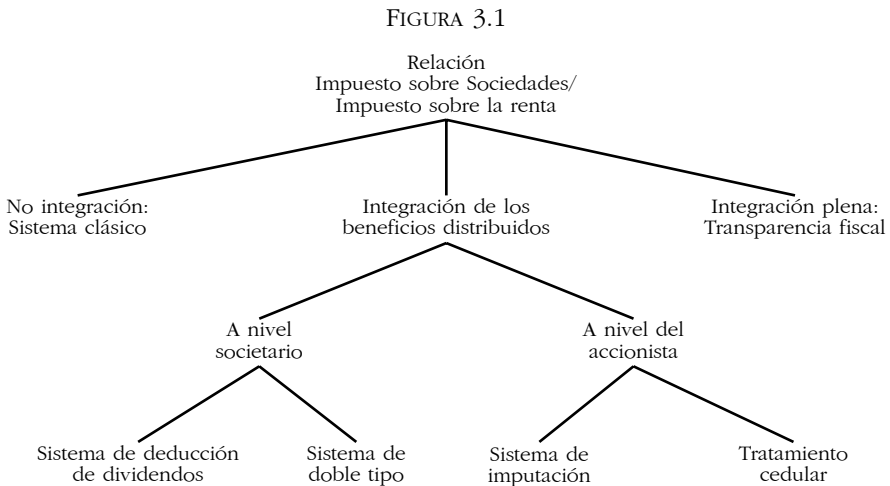 FIGURA 3.1
Relación
Impuesto sobre Sociedades/
Impuesto sobre la renta
No integración:
Sistema clásico
Integración de los
beneficios distribuidos
Integración plena:
Transparencia fiscal
A nivel
societario
A nivel del
accionista
Sistema de deducción
de dividendos
Sistema de
doble tipo
Sistema de
imputación
Tratamiento
cedular